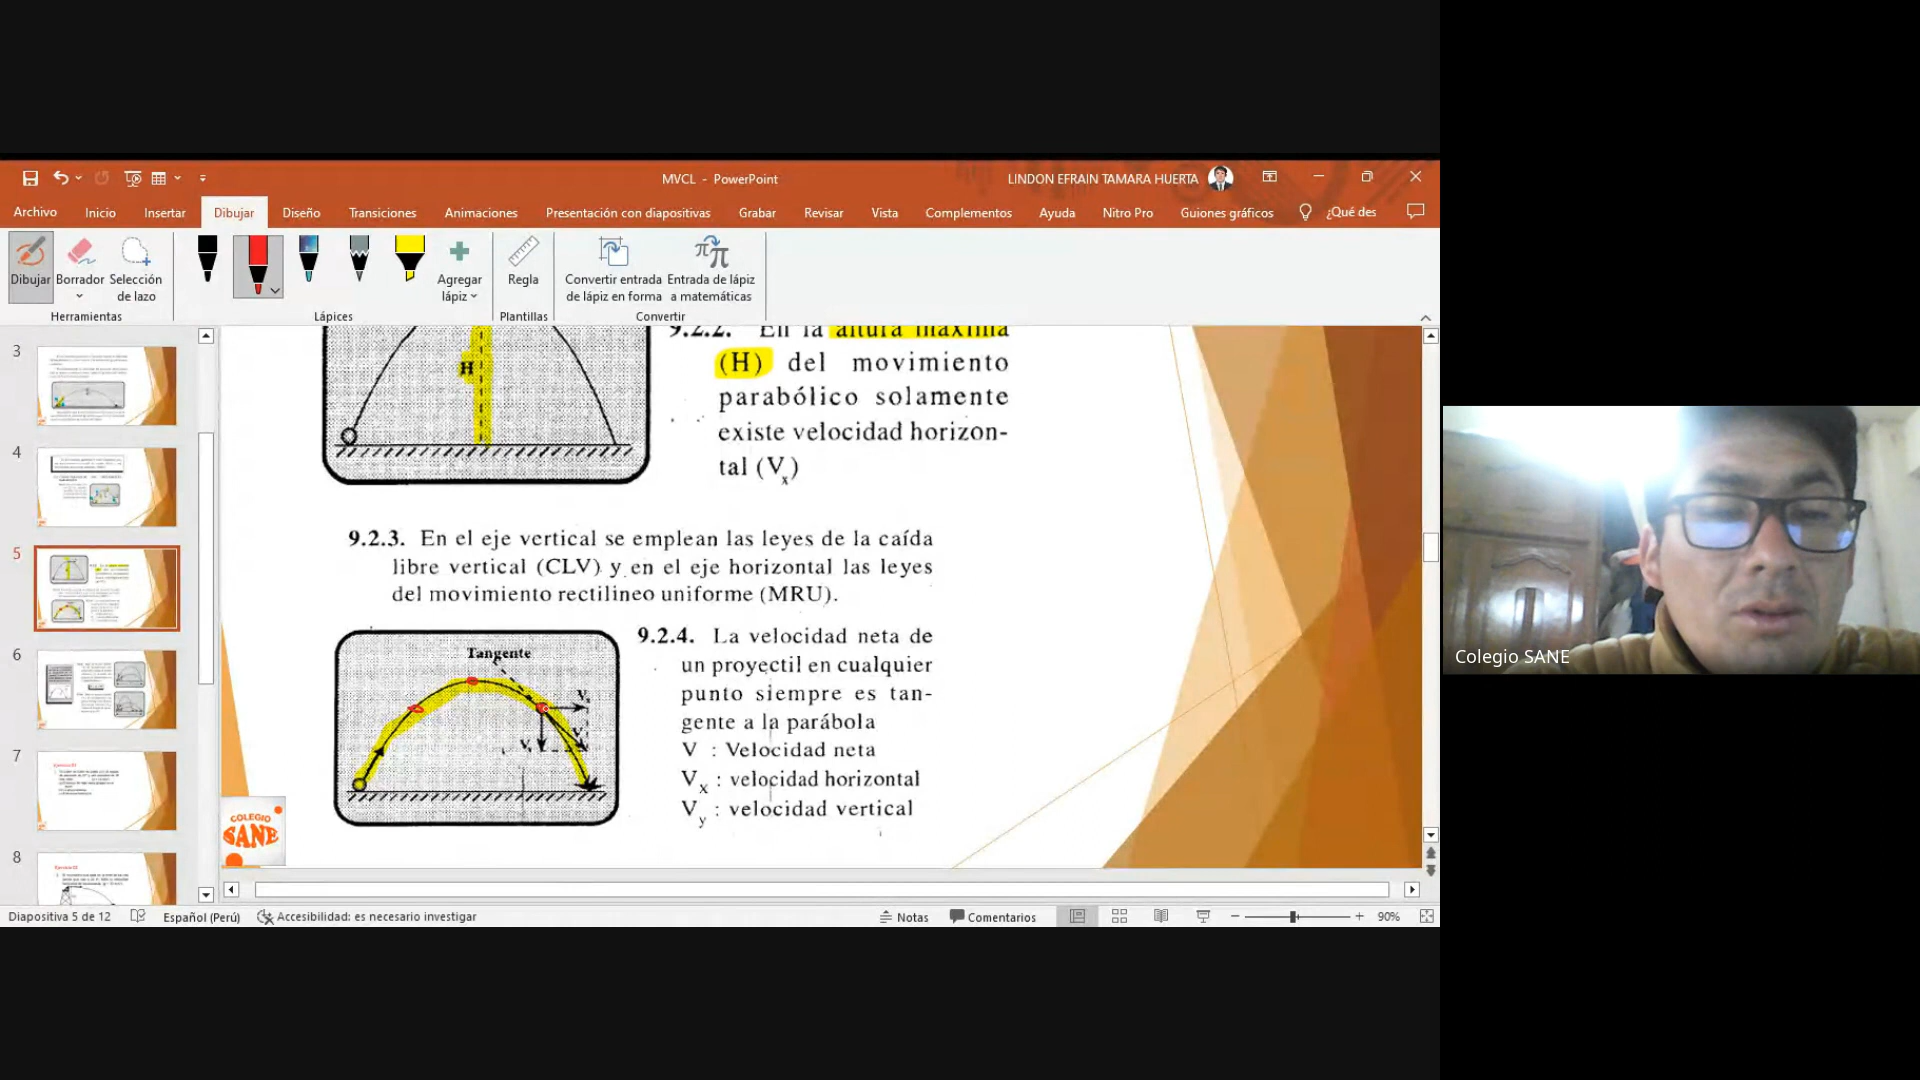 MVCL - PowerPoint
LINDON EFRAIN TAMARA HUERTA
Archivo Inicio Insertar Dibujar Diseño Transiciones Animaciones Presentación con diapositivas Grabar Revisar Vista Complementos Ayuda Nitro Pro Guiones gráficos ¿Qué des
Dibujar Borrador Selección de lazo
Agregar lápiz
Regla
Convertir entrada de lápiz en forma
Entrada de lápiz a matemáticas
Herramientas Lápices Plantillas Convertir
3
4
5
6
7
8
H
9.2.2. En la altura máxima
(H) del movimiento
parabólico solamente
existe velocidad horizon-
tal (Vx)
9.2.3. En el eje vertical se emplean las leyes de la caída
libre vertical (CLV) y en el eje horizontal las leyes
del movimiento rectilineo uniforme (MRU).
Tangente
9.2.4. La velocidad neta de
un proyectil en cualquier
punto siempre es tan-
gente a la parábola
V : Velocidad neta
Vx : velocidad horizontal
Vy : velocidad vertical
COLEGIO
SANE
Colegio SANE
Diapositiva 5 de 12 Español (Perú) Accesibilidad: es necesario investigar Notas Comentarios 90%